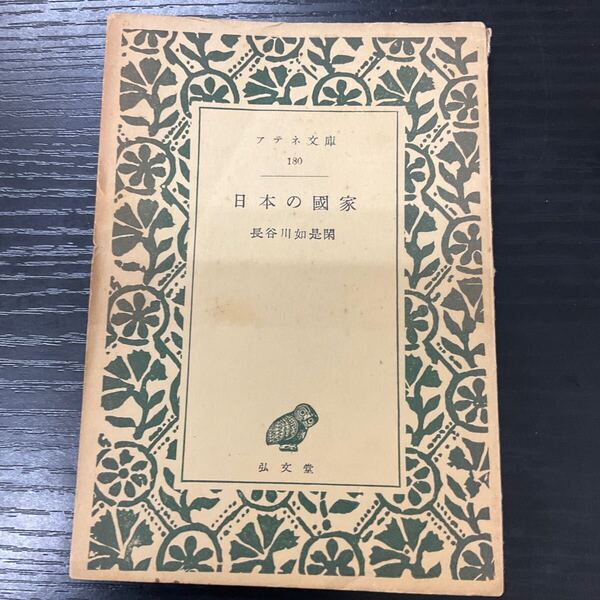 アテネ文庫
180
日本の國家
長谷川如是閑
弘文堂